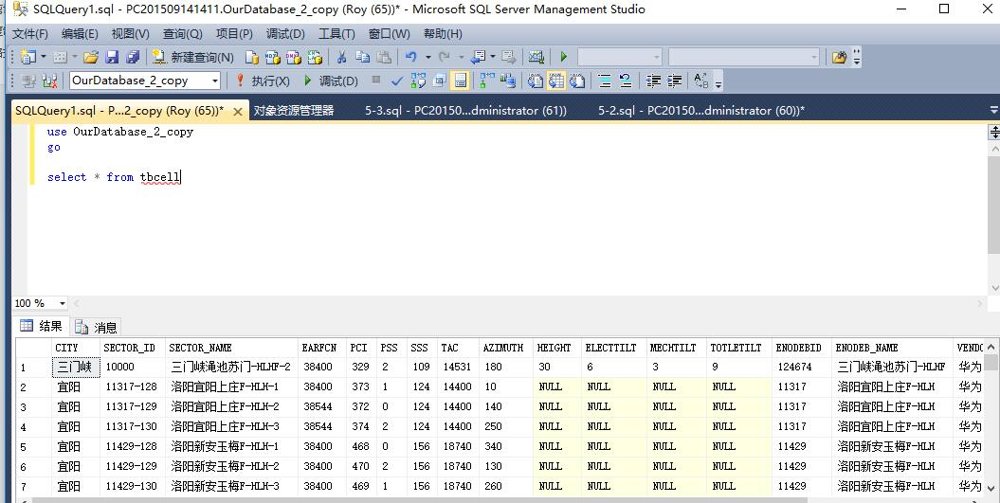 SQLQuery1.sql - PC201509141411.OurDatabase_2_copy (Roy (65))* - Microsoft SQL Server Management Studio
文件(F) 编辑(E) 视图(V) 查询(Q) 项目(P) 调试(D) 工具(T) 窗口(W) 帮助(H)
新建查询(N)
OurDatabase_2_copy 执行(X) 调试(D)
SQLQuery1.sql - P...2_copy (Roy (65))* 对象资源管理器 5-3.sql - PC20150...dministrator (61)) 5-2.sql - PC20150...dministrator (60))*
use OurDatabase_2_copy
go
select * from tbcell
100 %
结果 消息
CITY SECTOR_ID SECTOR_NAME EARFCN PCI PSS SSS TAC AZIMUTH HEIGHT ELECTTILT MECHTILT TOTLETILT ENODEBID ENODEB_NAME VENDO
1 三门峡 10000 三门峡渑池苏门-HLHF-2 38400 329 2 109 14531 180 30 6 3 9 124674 三门峡渑池苏门-HLHF 华为
2 宜阳 11317-128 洛阳宜阳上庄F-HLH-1 38400 373 1 124 14400 10 NULL NULL NULL NULL 11317 洛阳宜阳上庄F-HLH 华为
3 宜阳 11317-129 洛阳宜阳上庄F-HLH-2 38544 372 0 124 14400 140 NULL NULL NULL NULL 11317 洛阳宜阳上庄F-HLH 华为
4 宜阳 11317-130 洛阳宜阳上庄F-HLH-3 38544 374 2 124 14400 250 NULL NULL NULL NULL 11317 洛阳宜阳上庄F-HLH 华为
5 宜阳 11429-128 洛阳新安玉梅F-HLH-1 38400 468 0 156 18740 340 NULL NULL NULL NULL 11429 洛阳新安玉梅F-HLH 华为
6 宜阳 11429-129 洛阳新安玉梅F-HLH-2 38400 470 2 156 18740 130 NULL NULL NULL NULL 11429 洛阳新安玉梅F-HLH 华为
7 宜阳 11429-130 洛阳新安玉梅F-HLH-3 38400 469 1 156 18740 260 NULL NULL NULL NULL 11429 洛阳新安玉梅F-HLH 华为